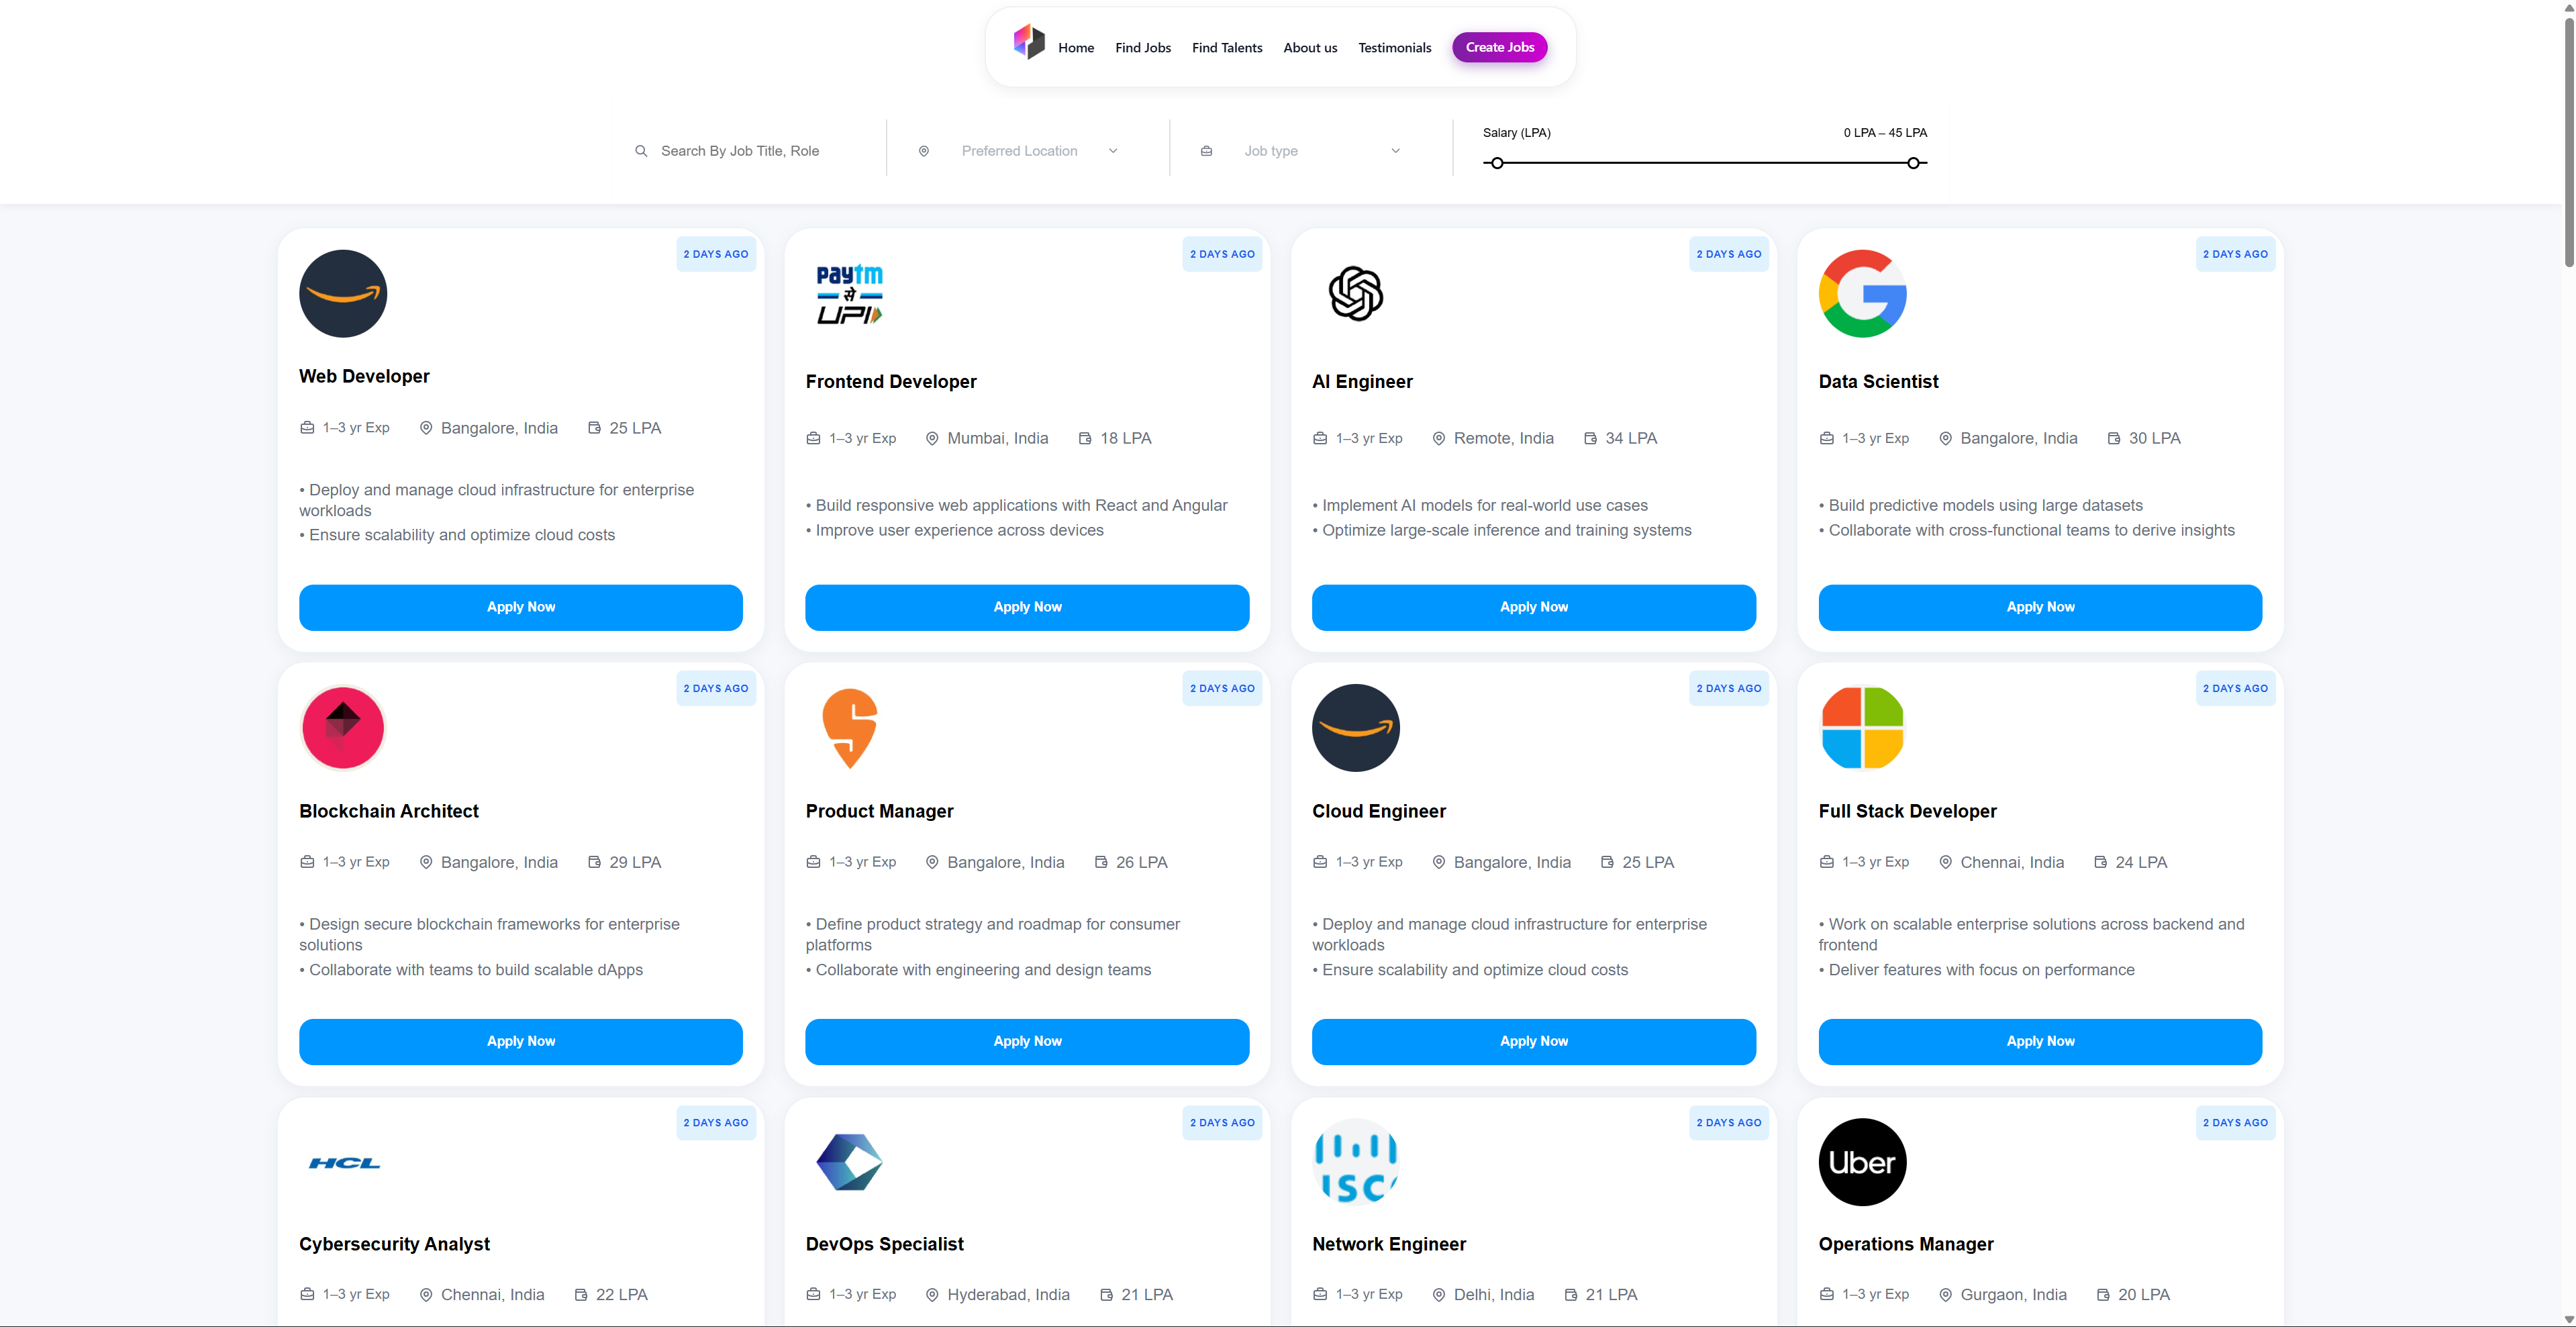 Home Find Jobs Find Talents About us Testimonials Create Jobs
Search By Job Title, Role
Preferred Location
Job type
Salary (LPA) 0 LPA – 45 LPA
2 DAYS AGO
Web Developer
1–3 yr Exp Bangalore, India 25 LPA
• Deploy and manage cloud infrastructure for enterprise
workloads
• Ensure scalability and optimize cloud costs
Apply Now
2 DAYS AGO
paytm
से
UPI
Frontend Developer
1–3 yr Exp Mumbai, India 18 LPA
• Build responsive web applications with React and Angular
• Improve user experience across devices
Apply Now
2 DAYS AGO
AI Engineer
1–3 yr Exp Remote, India 34 LPA
• Implement AI models for real-world use cases
• Optimize large-scale inference and training systems
Apply Now
2 DAYS AGO
Data Scientist
1–3 yr Exp Bangalore, India 30 LPA
• Build predictive models using large datasets
• Collaborate with cross-functional teams to derive insights
Apply Now
2 DAYS AGO
Blockchain Architect
1–3 yr Exp Bangalore, India 29 LPA
• Design secure blockchain frameworks for enterprise
solutions
• Collaborate with teams to build scalable dApps
Apply Now
2 DAYS AGO
Product Manager
1–3 yr Exp Bangalore, India 26 LPA
• Define product strategy and roadmap for consumer
platforms
• Collaborate with engineering and design teams
Apply Now
2 DAYS AGO
Cloud Engineer
1–3 yr Exp Bangalore, India 25 LPA
• Deploy and manage cloud infrastructure for enterprise
workloads
• Ensure scalability and optimize cloud costs
Apply Now
2 DAYS AGO
Full Stack Developer
1–3 yr Exp Chennai, India 24 LPA
• Work on scalable enterprise solutions across backend and
frontend
• Deliver features with focus on performance
Apply Now
2 DAYS AGO
HCL
Cybersecurity Analyst
1–3 yr Exp Chennai, India 22 LPA
2 DAYS AGO
DevOps Specialist
1–3 yr Exp Hyderabad, India 21 LPA
2 DAYS AGO
ISC
Network Engineer
1–3 yr Exp Delhi, India 21 LPA
2 DAYS AGO
Uber
Operations Manager
1–3 yr Exp Gurgaon, India 20 LPA